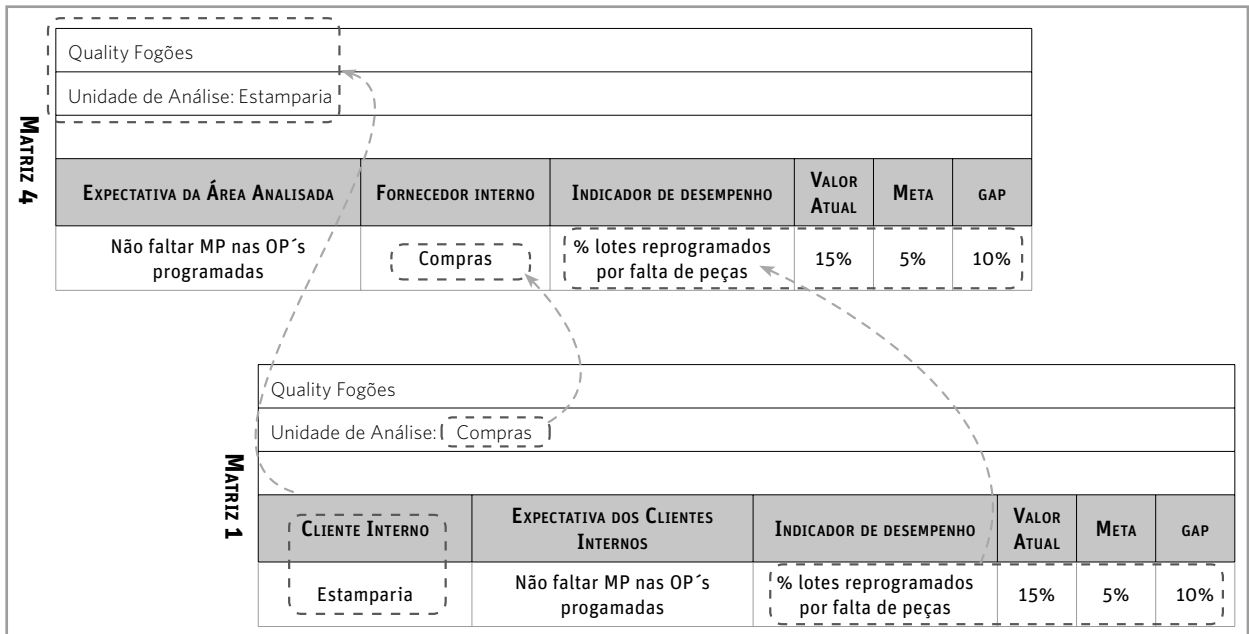 Quality Fogões
Unidade de Análise: Estamparia
MATRIZ 4
EXPECTATIVA DA ÁREA ANALISADA FORNECEDOR INTERNO INDICADOR DE DESEMPENHO VALOR ATUAL META GAP
Não faltar MP nas OP´s
programadas
Compras
% lotes reprogramados
por falta de peças
15% 5% 10%
Quality Fogões
Unidade de Análise: Compras
MATRIZ 1
CLIENTE INTERNO
EXPECTATIVA DOS CLIENTES
INTERNOS
INDICADOR DE DESEMPENHO
VALOR
ATUAL
META
GAP
Estamparia
Não faltar MP nas OP´s
progamadas
% lotes reprogramados
por falta de peças
15% 5% 10%